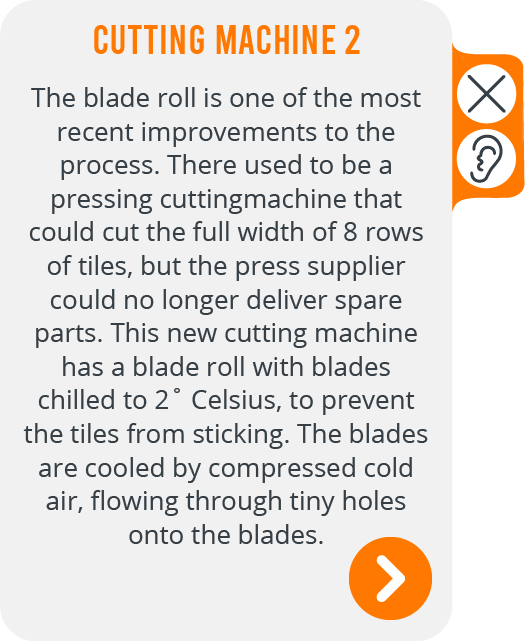 CUTTING MACHINE 2
The blade roll is one of the most
recent improvements to the
process. There used to be a
pressing cuttingmachine that
could cut the full width of 8 rows
of tiles, but the press supplier
could no longer deliver spare
parts. This new cutting machine
has a blade roll with blades
chilled to 2˚ Celsius, to prevent
the tiles from sticking. The blades
are cooled by compressed cold
air, flowing through tiny holes
onto the blades.